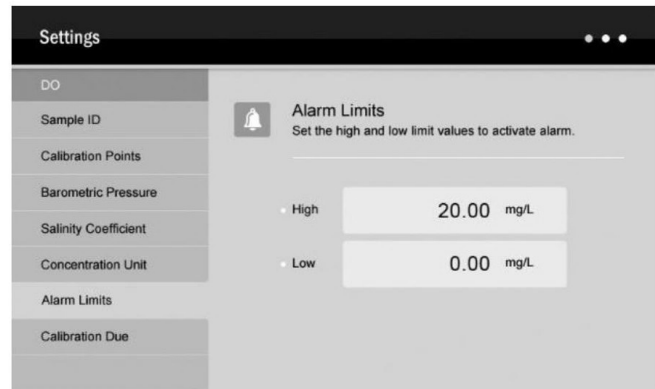 Settings
DO
Sample ID
Calibration Points
Barometric Pressure
Salinity Coefficient
Concentration Unit
Alarm Limits
Calibration Due
Alarm Limits
Set the high and low limit values to activate alarm.
High 20.00 mg/L
Low 0.00 mg/L